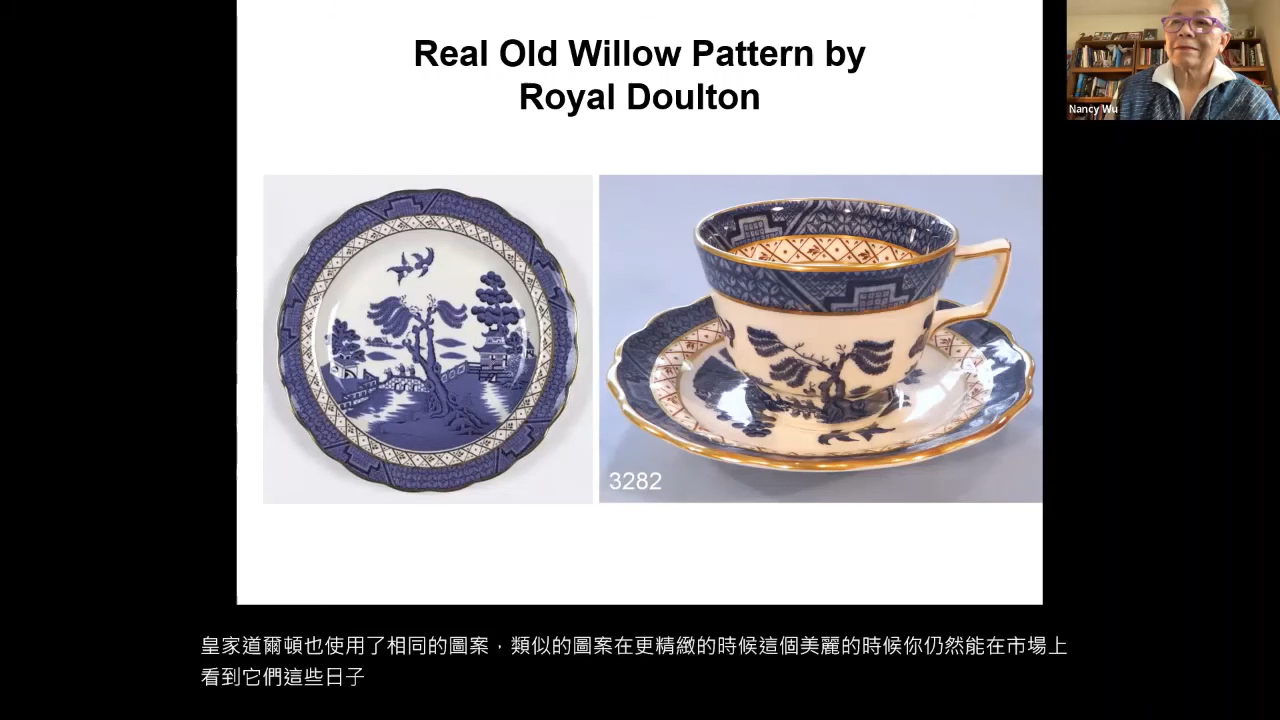 Real Old Willow Pattern by
Royal Doulton
Nancy Wu
3282
皇家道爾頓也使用了相同的圖案，類似的圖案在更精緻的時候這個美麗的時候你仍然能在市場上
看到它們這些日子